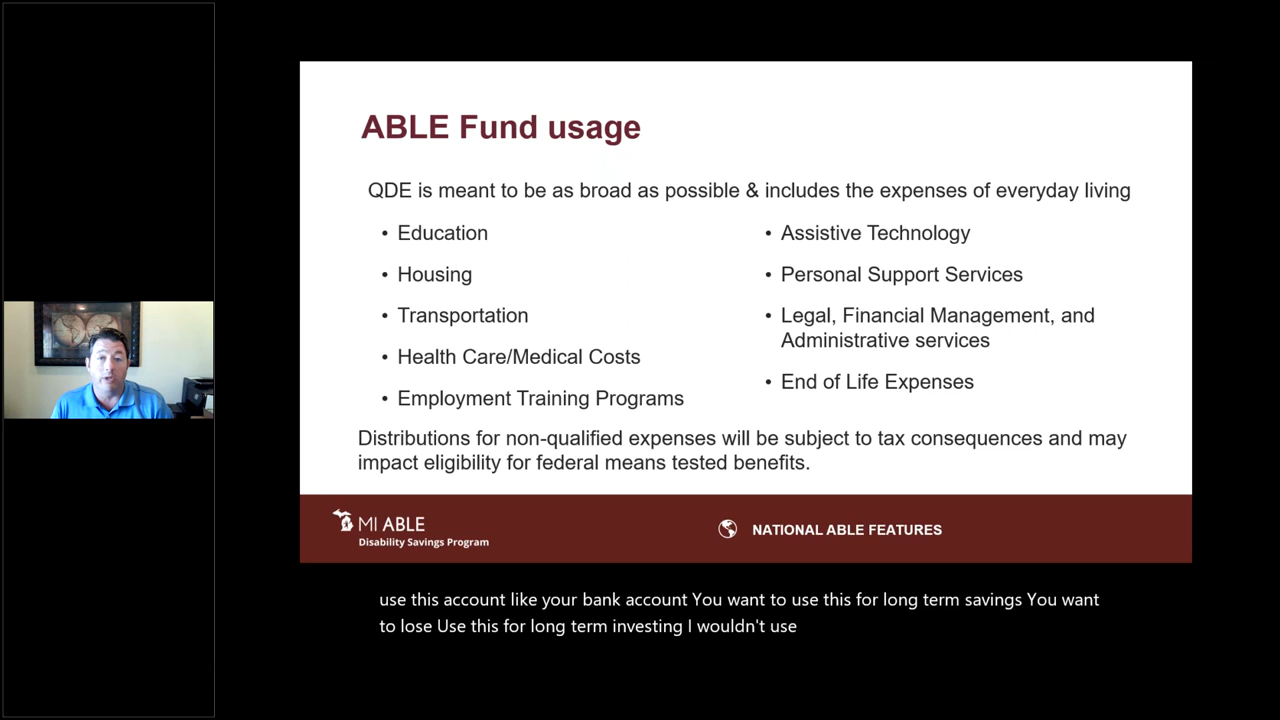 ABLE Fund usage
QDE is meant to be as broad as possible & includes the expenses of everyday living
• Education
• Housing
• Transportation
• Health Care/Medical Costs
• Employment Training Programs
• Assistive Technology
• Personal Support Services
• Legal, Financial Management, and
Administrative services
• End of Life Expenses
Distributions for non-qualified expenses will be subject to tax consequences and may
impact eligibility for federal means tested benefits.
MI ABLE
Disability Savings Program
NATIONAL ABLE FEATURES
use this account like your bank account You want to use this for long term savings You want
to lose Use this for long term investing I wouldn't use